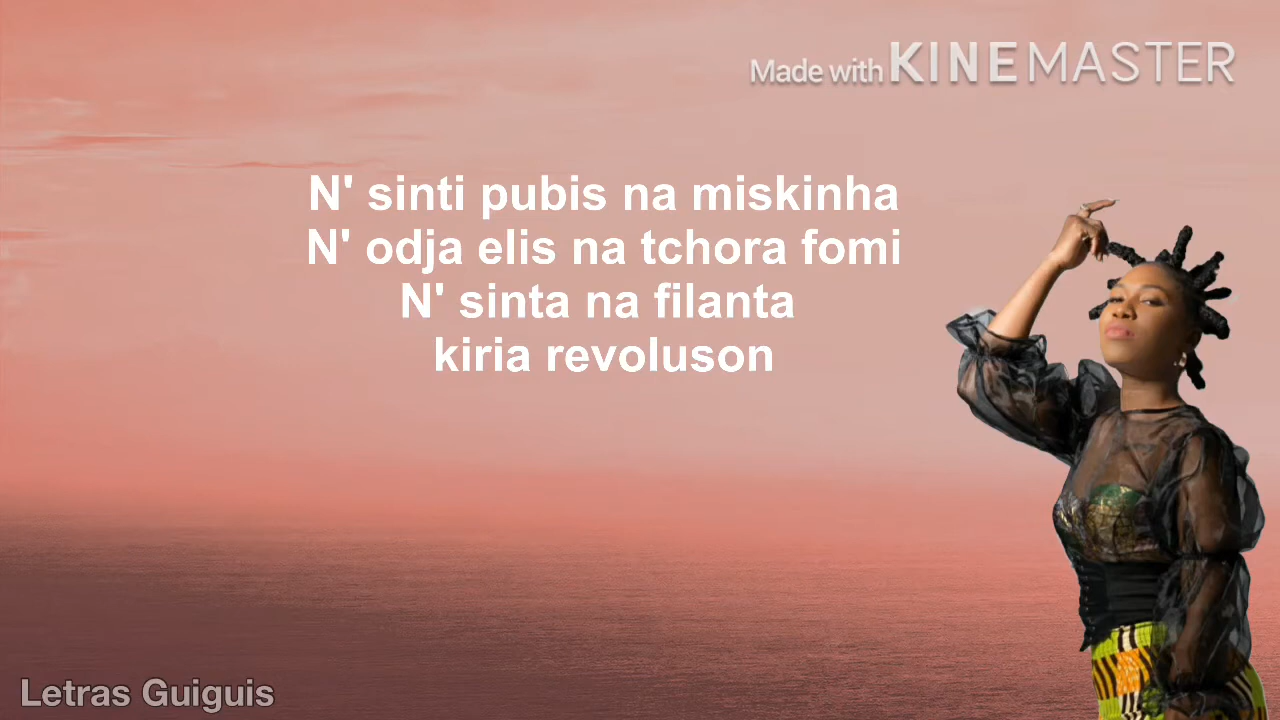 Made with KINEMASTER
N' sinti pubis na miskinha
N' odja elis na tchora fomi
N' sinta na filanta
kiria revoluson
Letras Guiguis